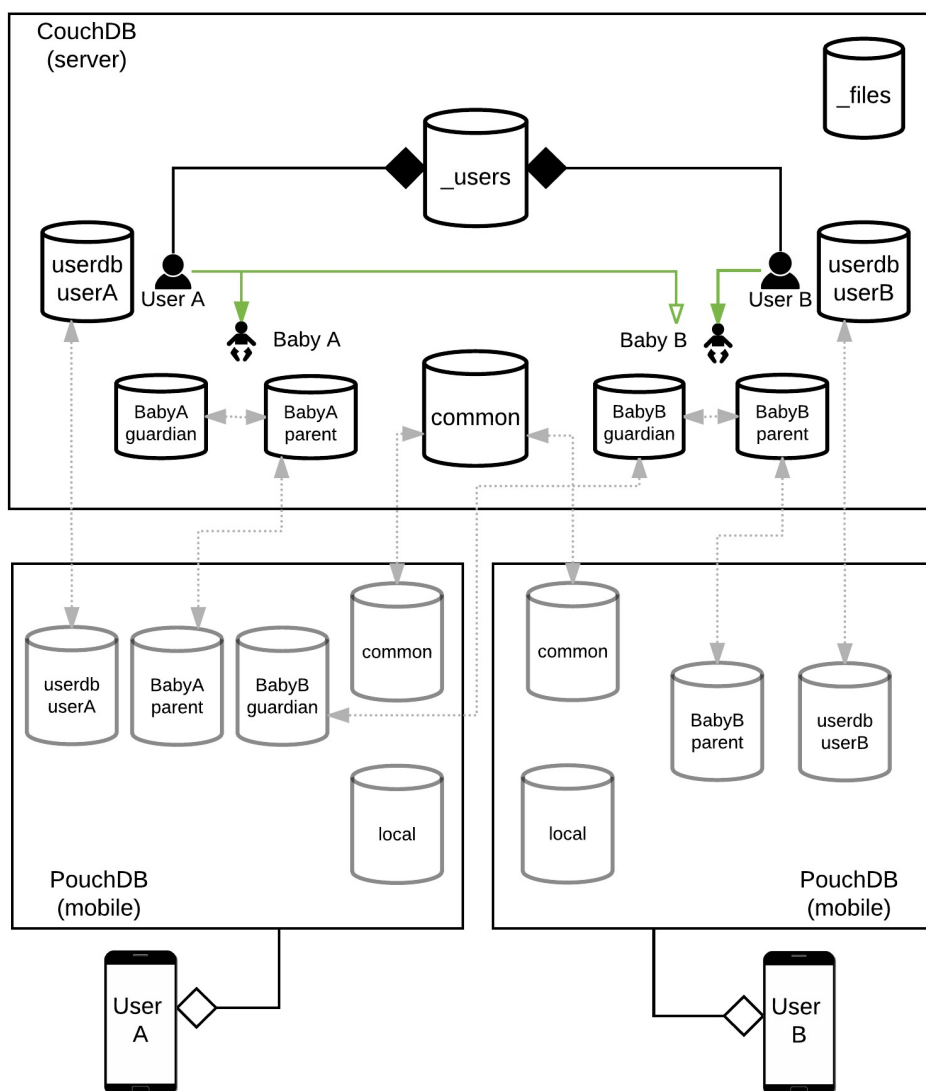 CouchDB
(server)
_files
_users
userdb
userA
User A
User B
userdb
userB
Baby A
Baby B
BabyA
guardian
BabyA
parent
common
BabyB
guardian
BabyB
parent
userdb
userA
BabyA
parent
BabyB
guardian
common
local
PouchDB
(mobile)
common
BabyB
parent
userdb
userB
local
PouchDB
(mobile)
User
A
User
B